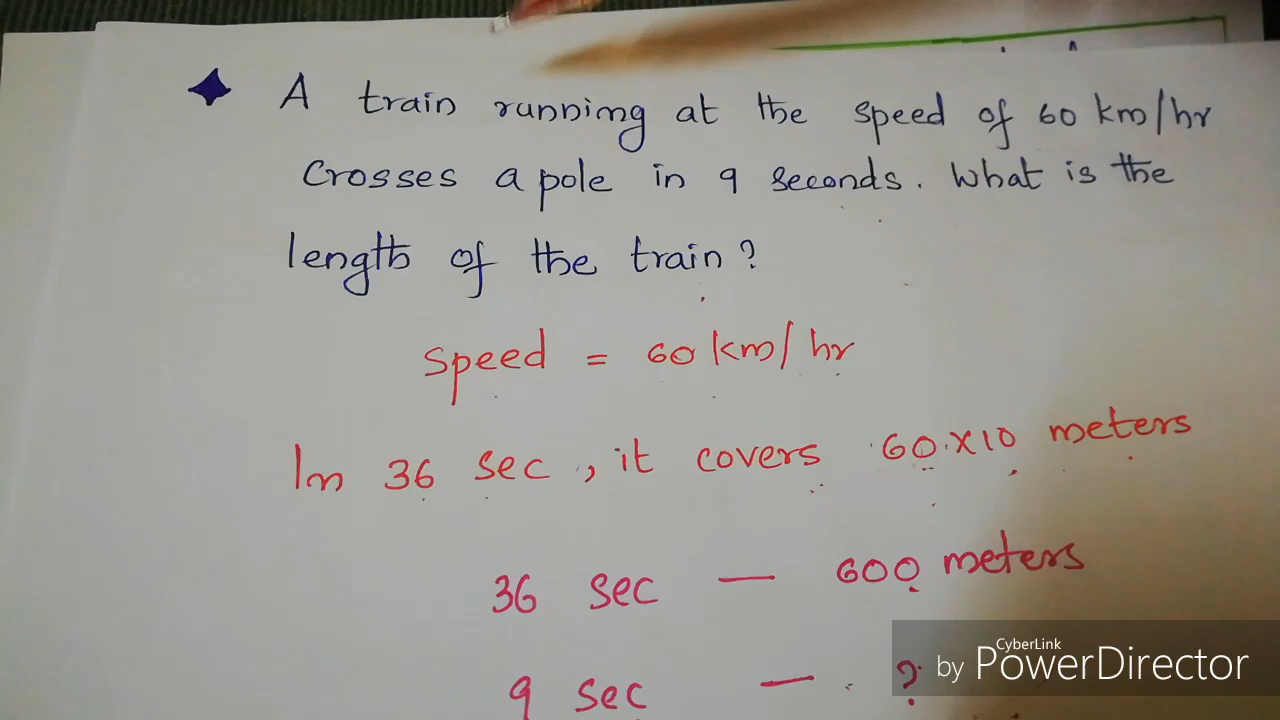 A train running at the speed of 60 km/hr
Crosses a pole in 9 seconds. What is the
length of the train?
Speed = 60 km/hr
In 36 sec, it covers 60 x 10 meters
36 sec — 600 meters
9 sec — ?
CyberLink
by PowerDirector